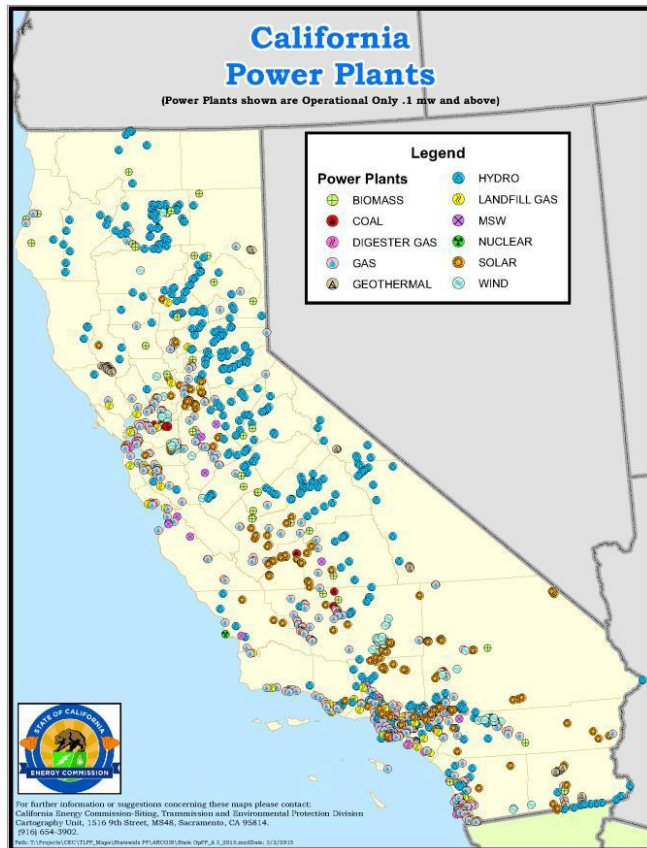 California
Power Plants
(Power Plants shown are Operational Only .1 mw and above)
Legend
Power Plants
BIOMASS
COAL
DIGESTER GAS
GAS
GEOTHERMAL
HYDRO
LANDFILL GAS
MSW
NUCLEAR
SOLAR
WIND
STATE OF CALIFORNIA
ENERGY COMMISSION
For further information or suggestions concerning these maps please contact:
California Energy Commission-Siting, Transmission and Environmental Protection Division
Cartography Unit, 1516 9th Street, MS48, Sacramento, CA 95814.
(916) 654-3902.